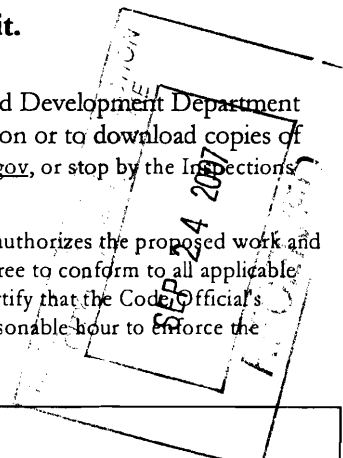 it.
d Development Department
on or to download copies of
gov, or stop by the Inspections
authorizes the proposed work and
ree to conform to all applicable
rtify that the Code Official's
sonable hour to enforce the
SEP 24 2007